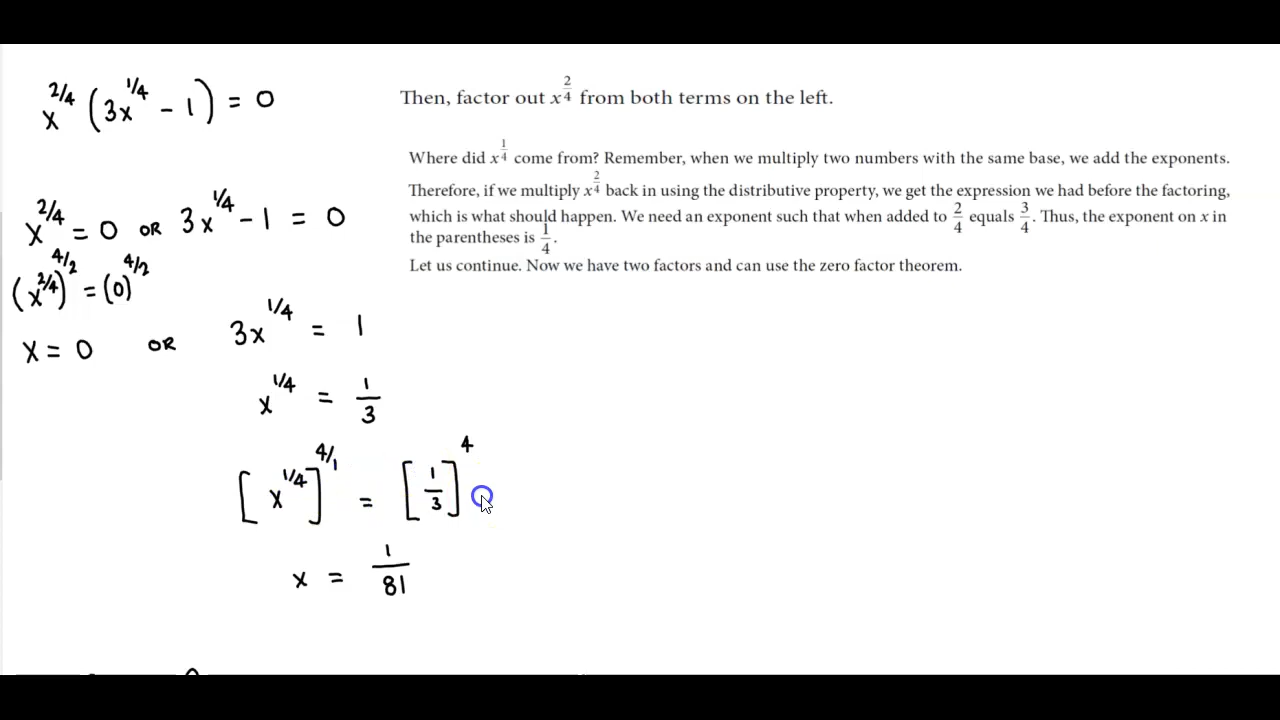 x^2/4 (3x^1/4 - 1) = 0
Then, factor out x^2/4 from both terms on the left.
Where did x^1/4 come from? Remember, when we multiply two numbers with the same base, we add the exponents.
Therefore, if we multiply x^2/4 back in using the distributive property, we get the expression we had before the factoring,
which is what should happen. We need an exponent such that when added to 2/4 equals 3/4. Thus, the exponent on x in
the parentheses is 1/4.
Let us continue. Now we have two factors and can use the zero factor theorem.
x^2/4 = 0 OR 3x^1/4 - 1 = 0
(x^2/4)^4/2 = (0)^4/2
x = 0 OR 3x^1/4 = 1
x^1/4 = 1/3
[x^1/4]^4/1 = [1/3]^4
x = 1/81